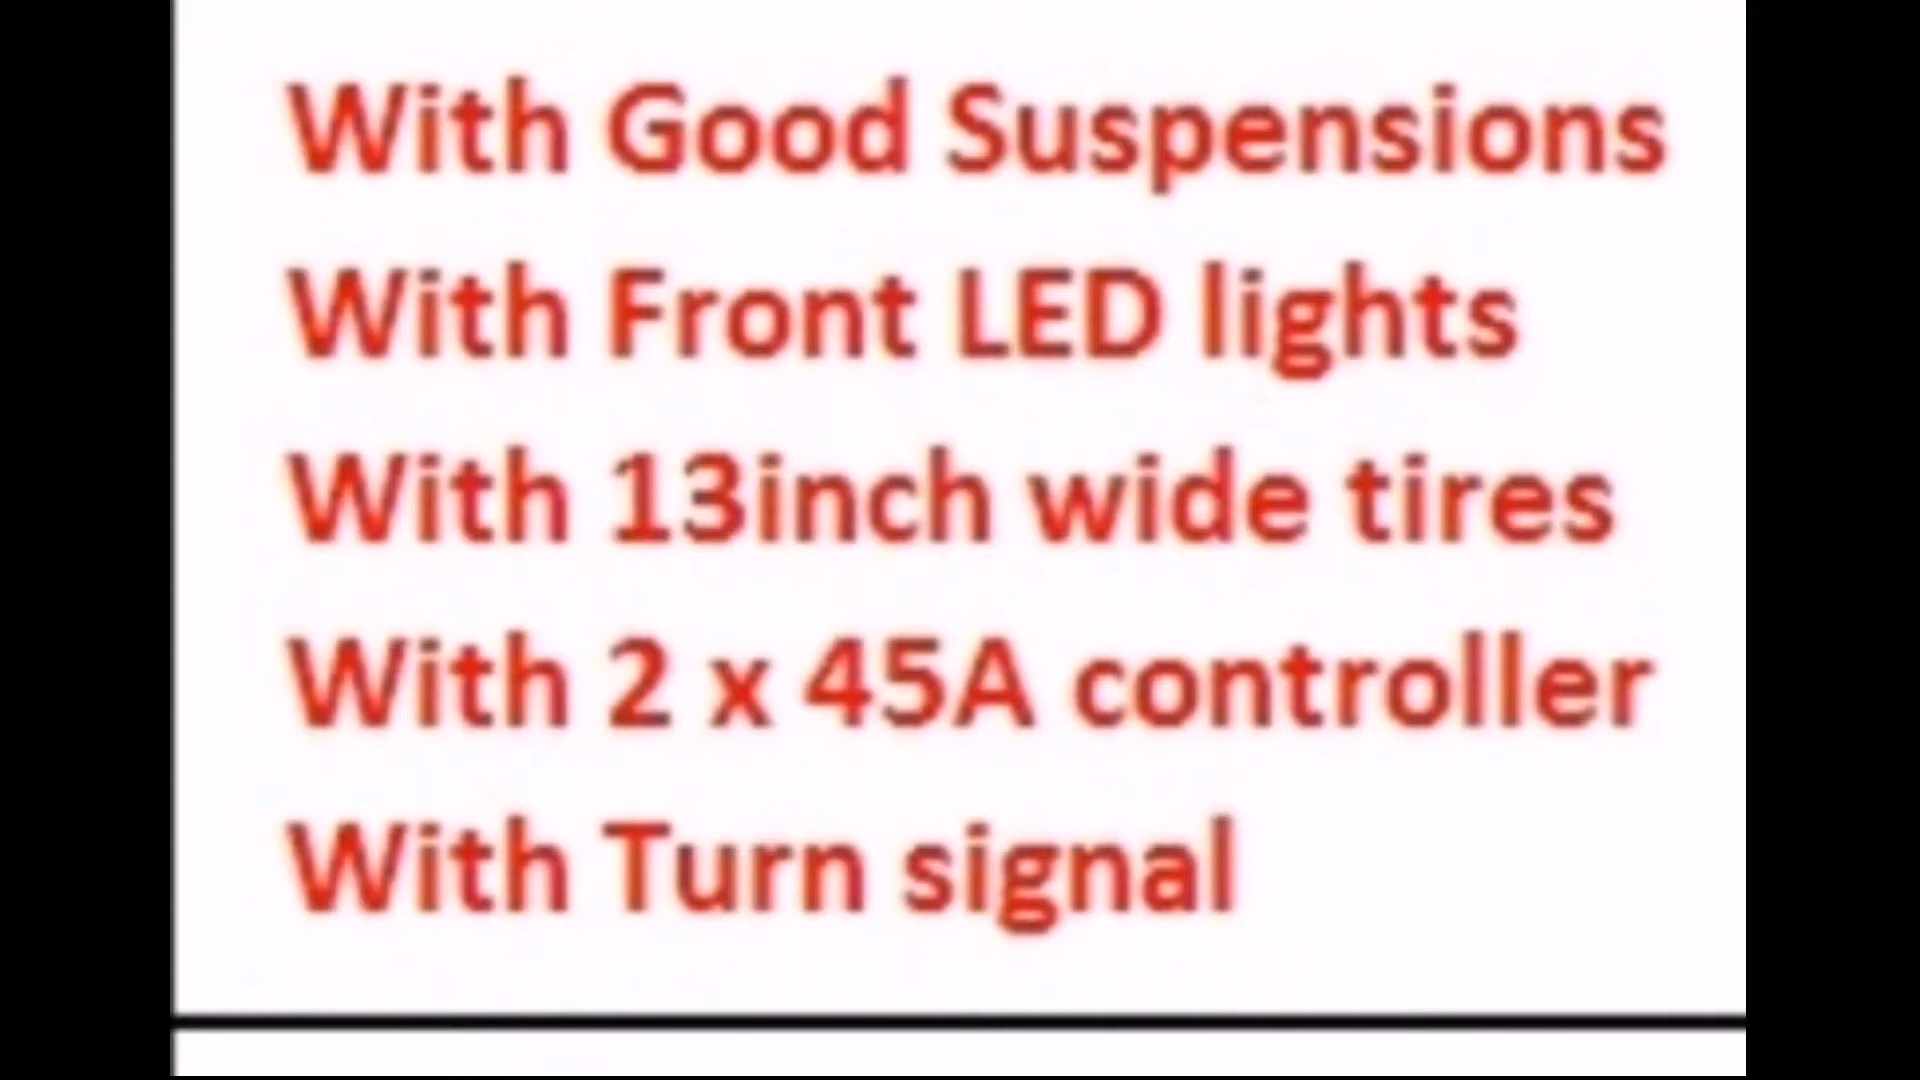 With Good Suspensions
With Front LED lights
With 13inch wide tires
With 2 x 45A controller
With Turn signal